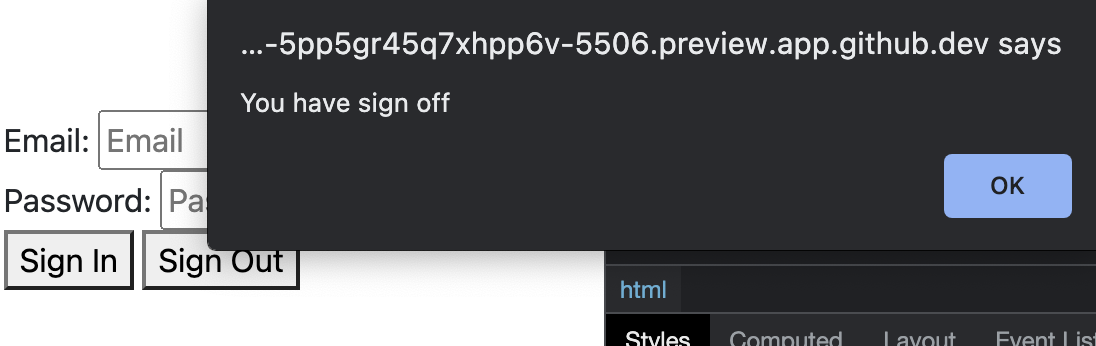 ...-5pp5gr45q7xhpp6v-5506.preview.app.github.dev says
You have sign off
OK
Email: Email
Password:
Sign In Sign Out
html
Styles Computed Layout Event